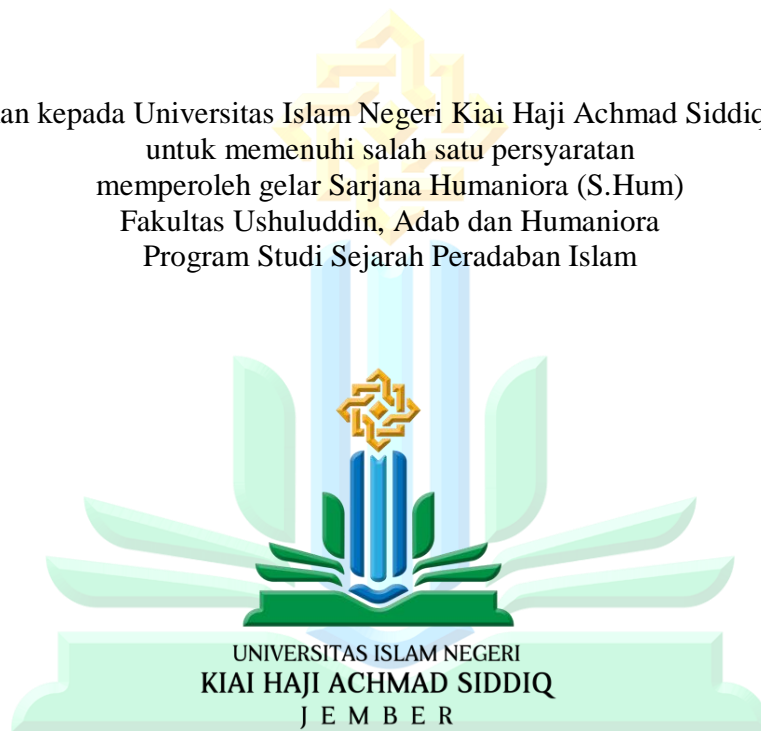 an kepada Universitas Islam Negeri Kiai Haji Achmad Siddiq
untuk memenuhi salah satu persyaratan
memperoleh gelar Sarjana Humaniora (S.Hum)
Fakultas Ushuluddin, Adab dan Humaniora
Program Studi Sejarah Peradaban Islam
UNIVERSITAS ISLAM NEGERI
KIAI HAJI ACHMAD SIDDIQ
JEMBER